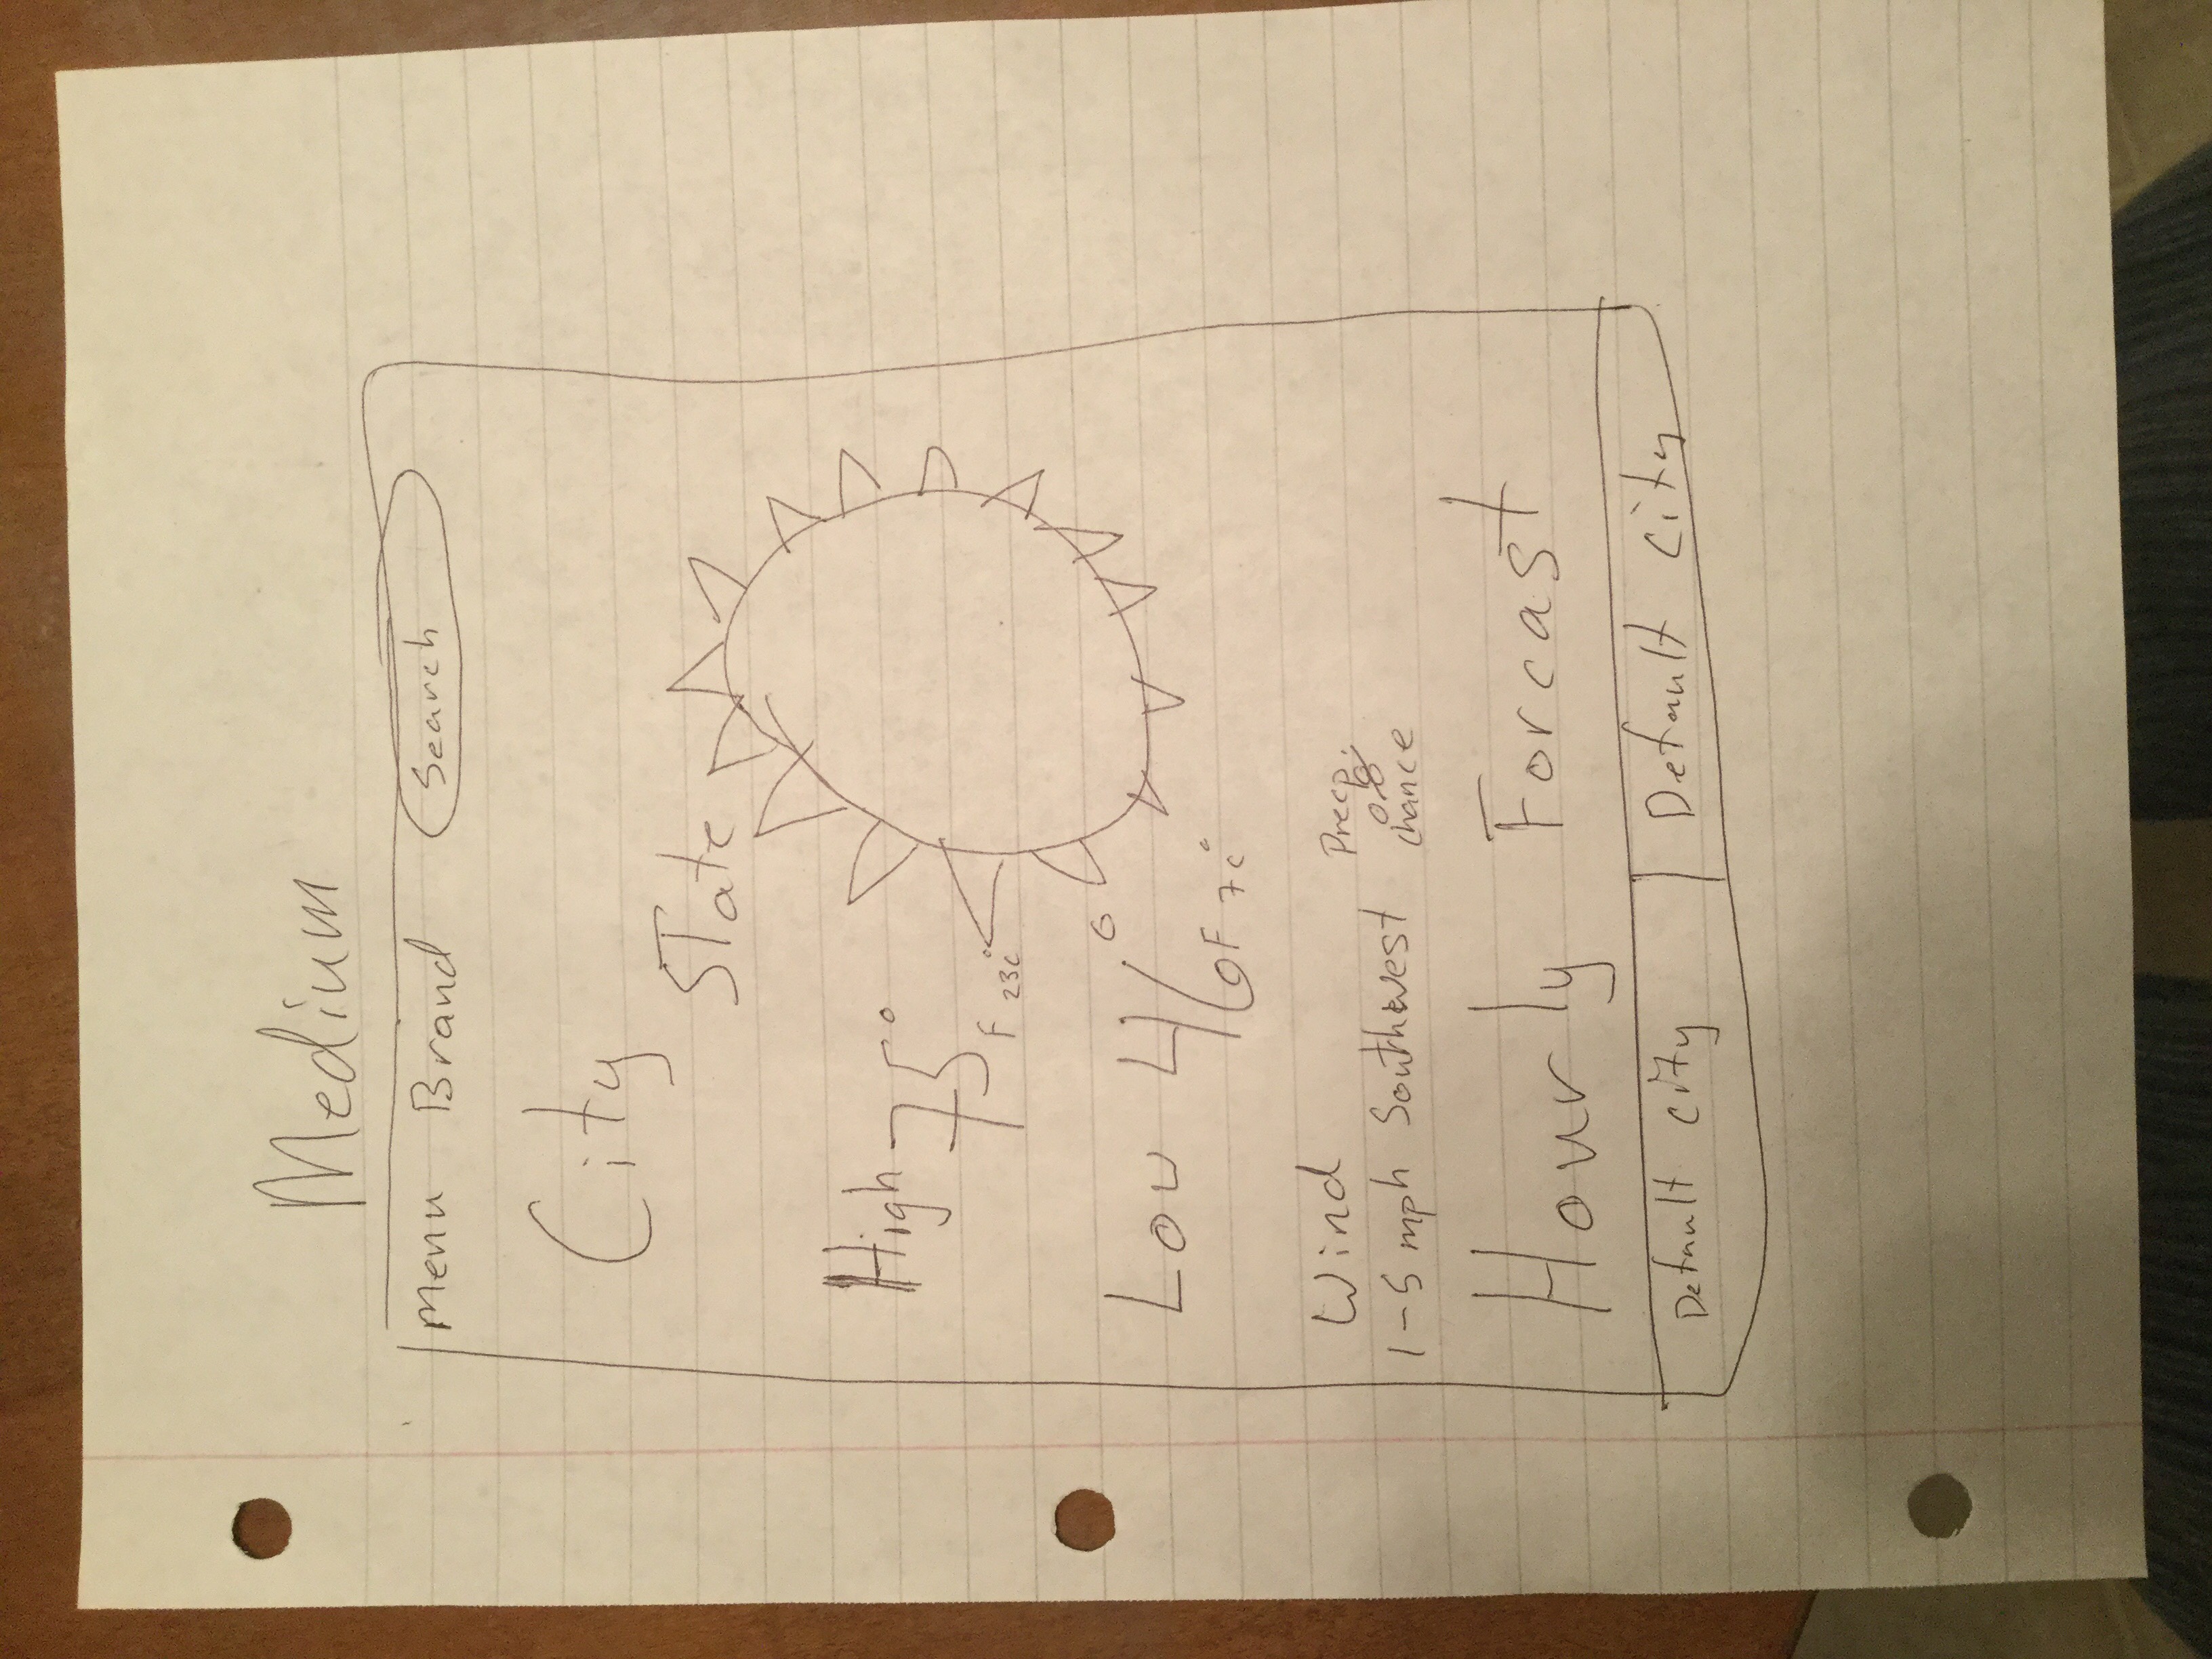 Medium
Menu Brand Search
City State
High 75° F 23c°
Low 46° F 7c°
Wind Precip:
1-5 mph Southwest 0% chance
Hourly Forcast
Default city Default City